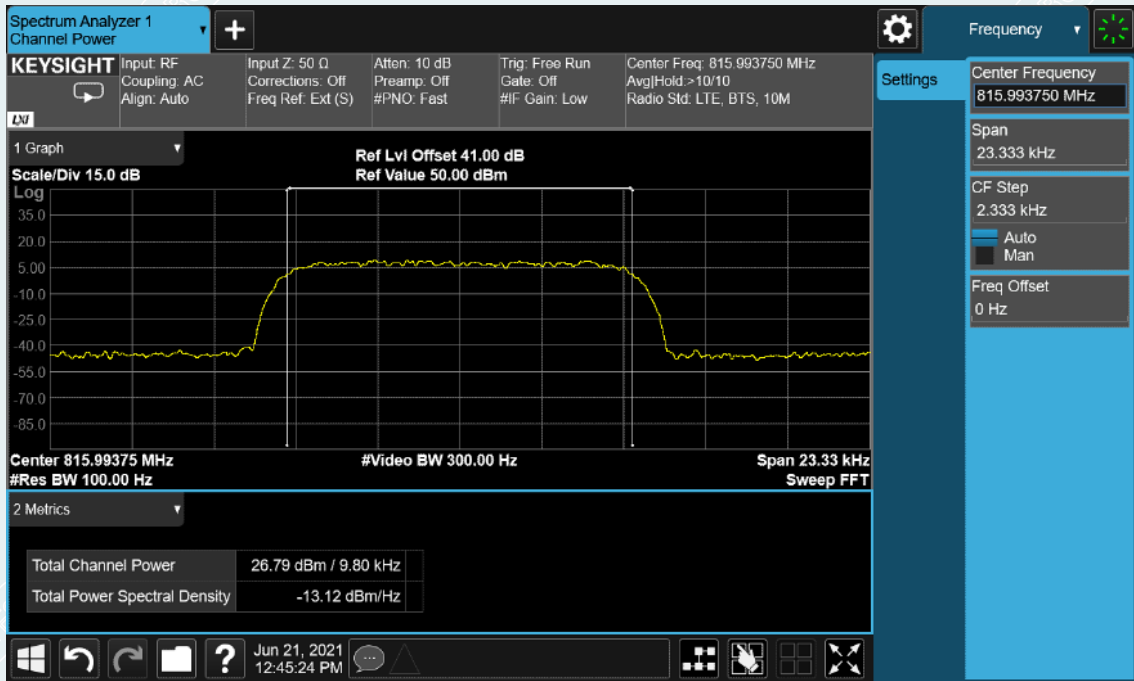 Spectrum Analyzer 1
Channel Power
+
Frequency
KEYSIGHT
LXI
Input: RF
Coupling: AC
Align: Auto
Input Z: 50 Ω
Corrections: Off
Freq Ref: Ext (S)
Atten: 10 dB
Preamp: Off
#PNO: Fast
Trig: Free Run
Gate: Off
#IF Gain: Low
Center Freq: 815.993750 MHz
Avg|Hold:>10/10
Radio Std: LTE, BTS, 10M
Settings
Center Frequency
815.993750 MHz
Span
23.333 kHz
CF Step
2.333 kHz
Auto
Man
Freq Offset
0 Hz
1 Graph
Scale/Div 15.0 dB
Ref Lvl Offset 41.00 dB
Ref Value 50.00 dBm
Log
35.0
20.0
5.00
-10.0
-25.0
-40.0
-55.0
-70.0
-85.0
Center 815.99375 MHz
#Video BW 300.00 Hz
Span 23.33 kHz
#Res BW 100.00 Hz
Sweep FFT
2 Metrics
Total Channel Power 26.79 dBm / 9.80 kHz
Total Power Spectral Density -13.12 dBm/Hz
?
Jun 21, 2021
12:45:24 PM